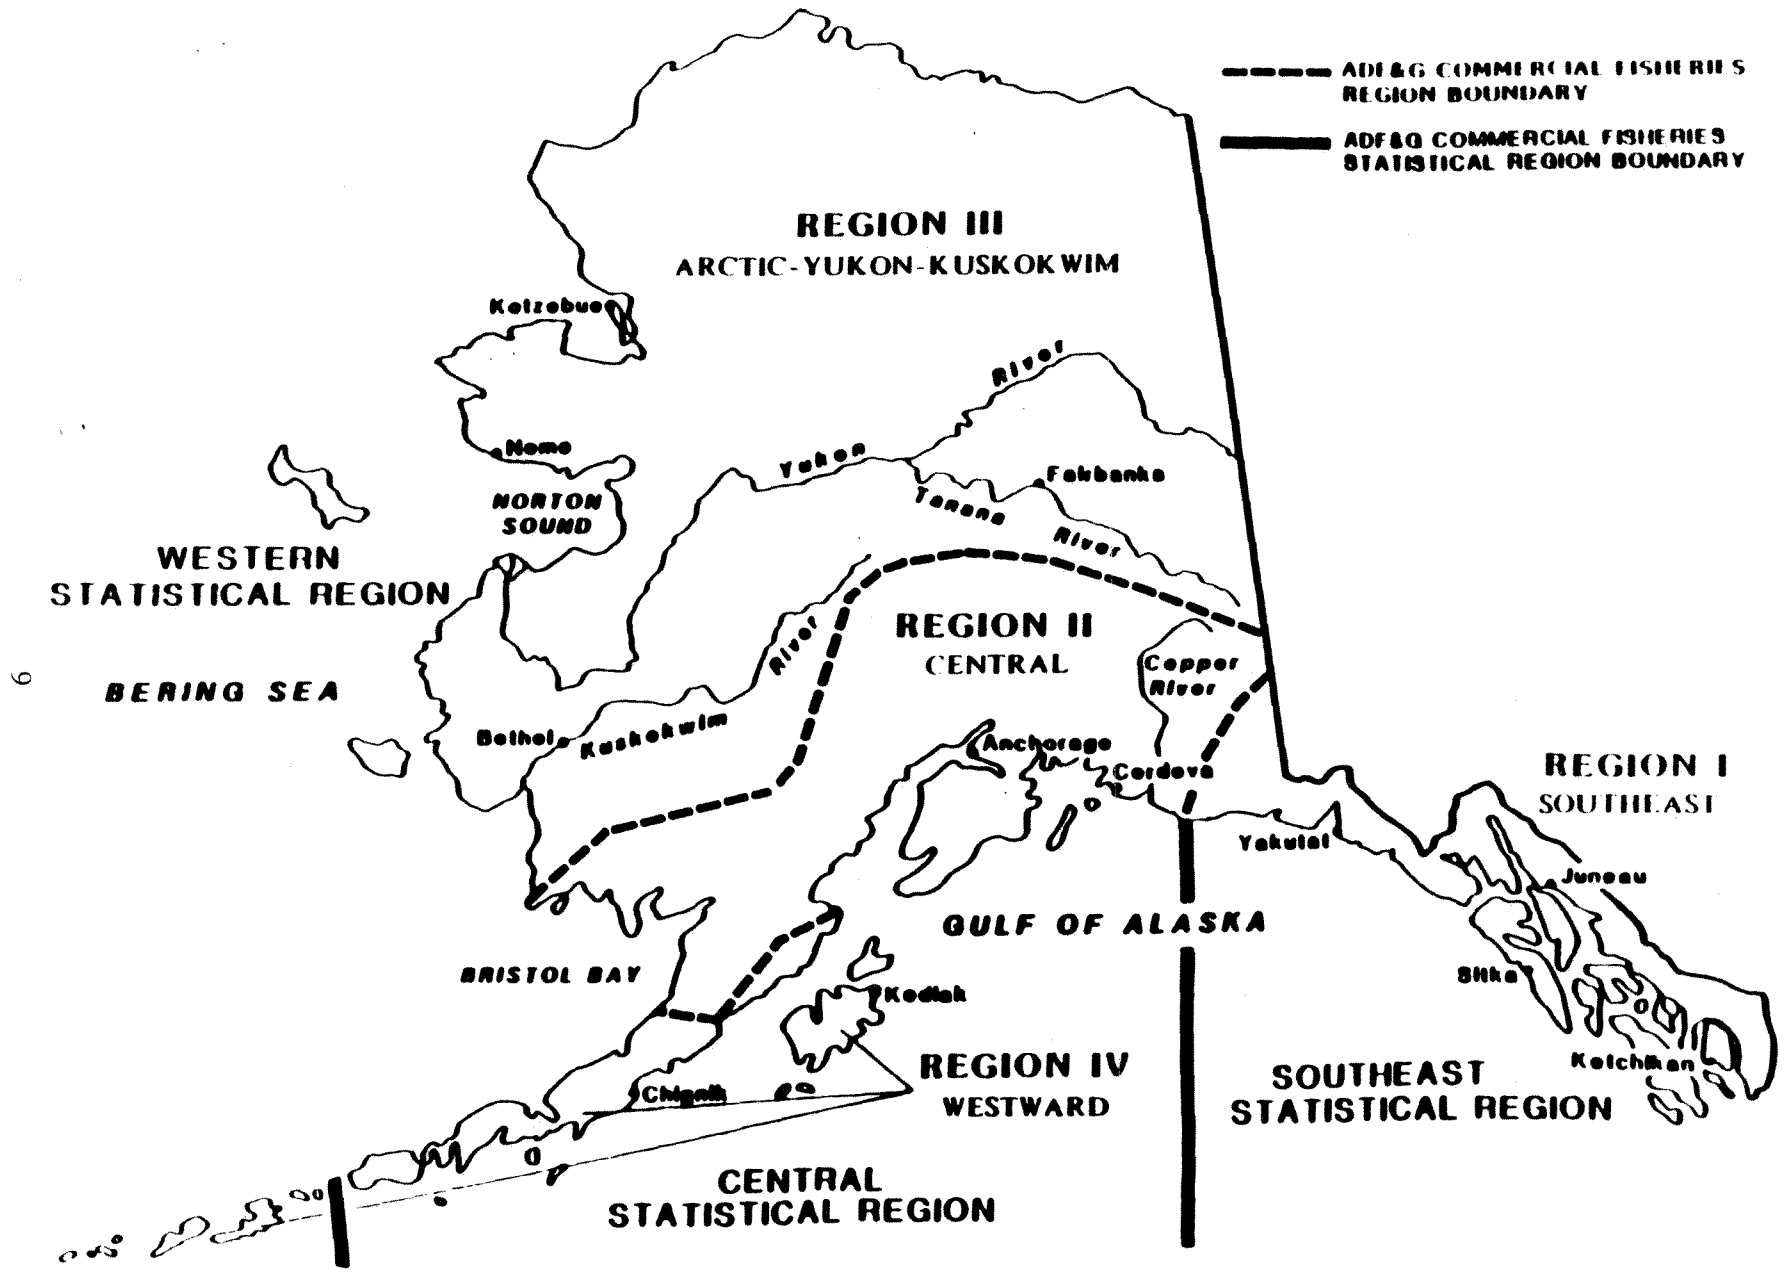 ADF&G COMMERCIAL FISHERIES
REGION BOUNDARY
ADF&G COMMERCIAL FISHERIES
STATISTICAL REGION BOUNDARY
REGION III
ARCTIC-YUKON-KUSKOKWIM
Kotzebue
River
Nome
Yukon
Fairbanks
NORTON
SOUND
Tanana
River
WESTERN
STATISTICAL REGION
REGION II
CENTRAL
River
Copper
River
BERING SEA
9
Bethel
Kuskokwim
Anchorage
Cordova
REGION I
SOUTHEAST
Yakutat
Juneau
GULF OF ALASKA
BRISTOL BAY
Sitka
Kodiak
REGION IV
WESTWARD
Ketchikan
SOUTHEAST
STATISTICAL REGION
Chignik
CENTRAL
STATISTICAL REGION